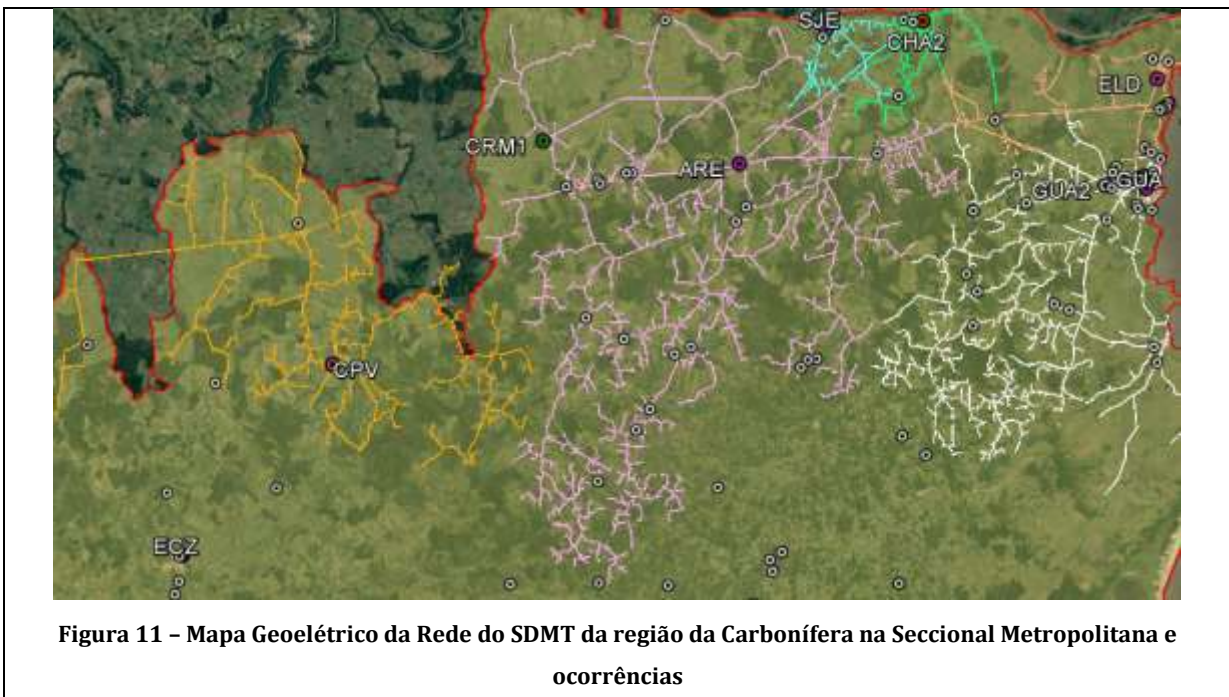 SJE
CHA2
ELD
CRM1
ARE
GUA2
GUA
CPV
ECZ
Figura 11 – Mapa Geoelétrico da Rede do SDMT da região da Carbonífera na Seccional Metropolitana e
ocorrências